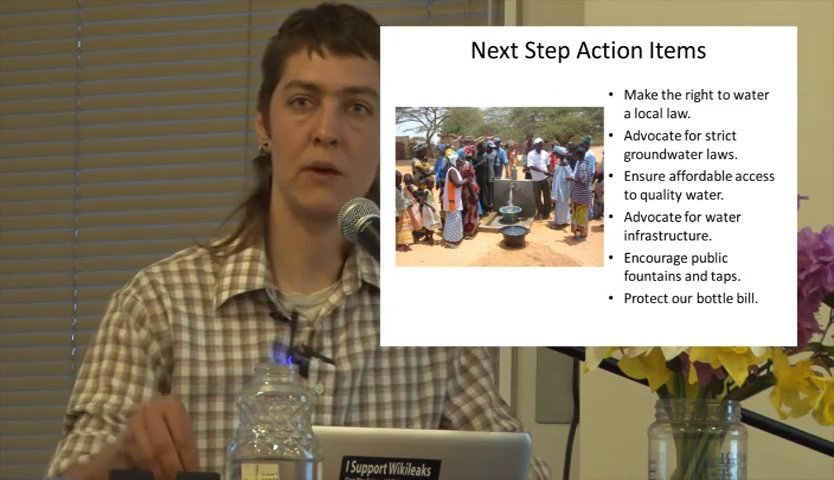 Next Step Action Items
• Make the right to water
a local law.
• Advocate for strict
groundwater laws.
• Ensure affordable access
to quality water.
• Advocate for water
infrastructure.
• Encourage public
fountains and taps.
• Protect our bottle bill.
I Support Wikileaks